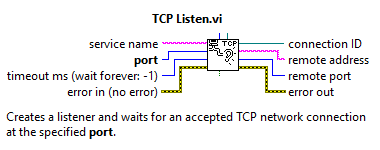 TCP Listen.vi
service name
port
timeout ms (wait forever: -1)
error in (no error)
TCP
connection ID
remote address
remote port
error out
Creates a listener and waits for an accepted TCP network connection
at the specified port.